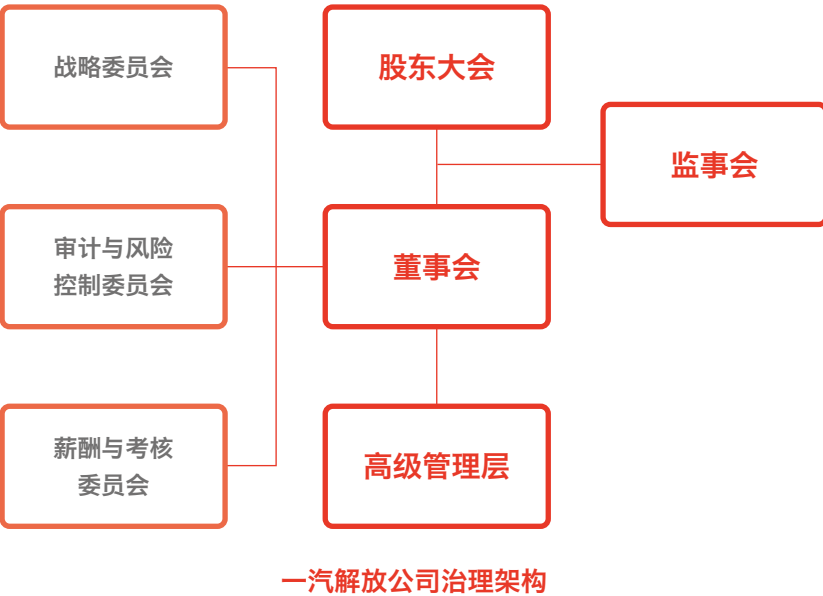 战略委员会
股东大会
监事会
审计与风险
控制委员会
董事会
薪酬与考核
委员会
高级管理层
一汽解放公司治理架构